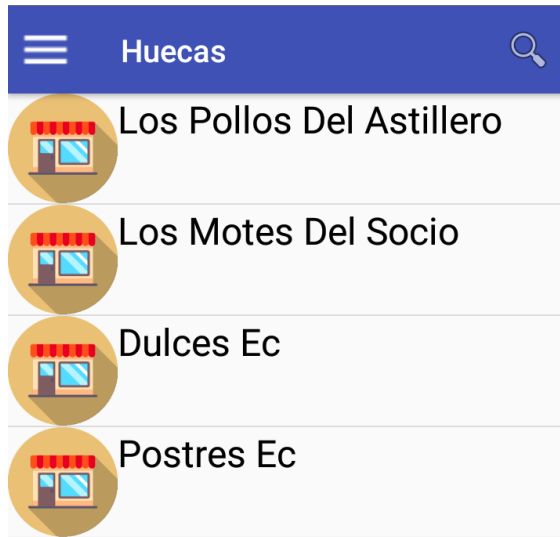 Huecas
Los Pollos Del Astillero
Los Motes Del Socio
Dulces Ec
Postres Ec